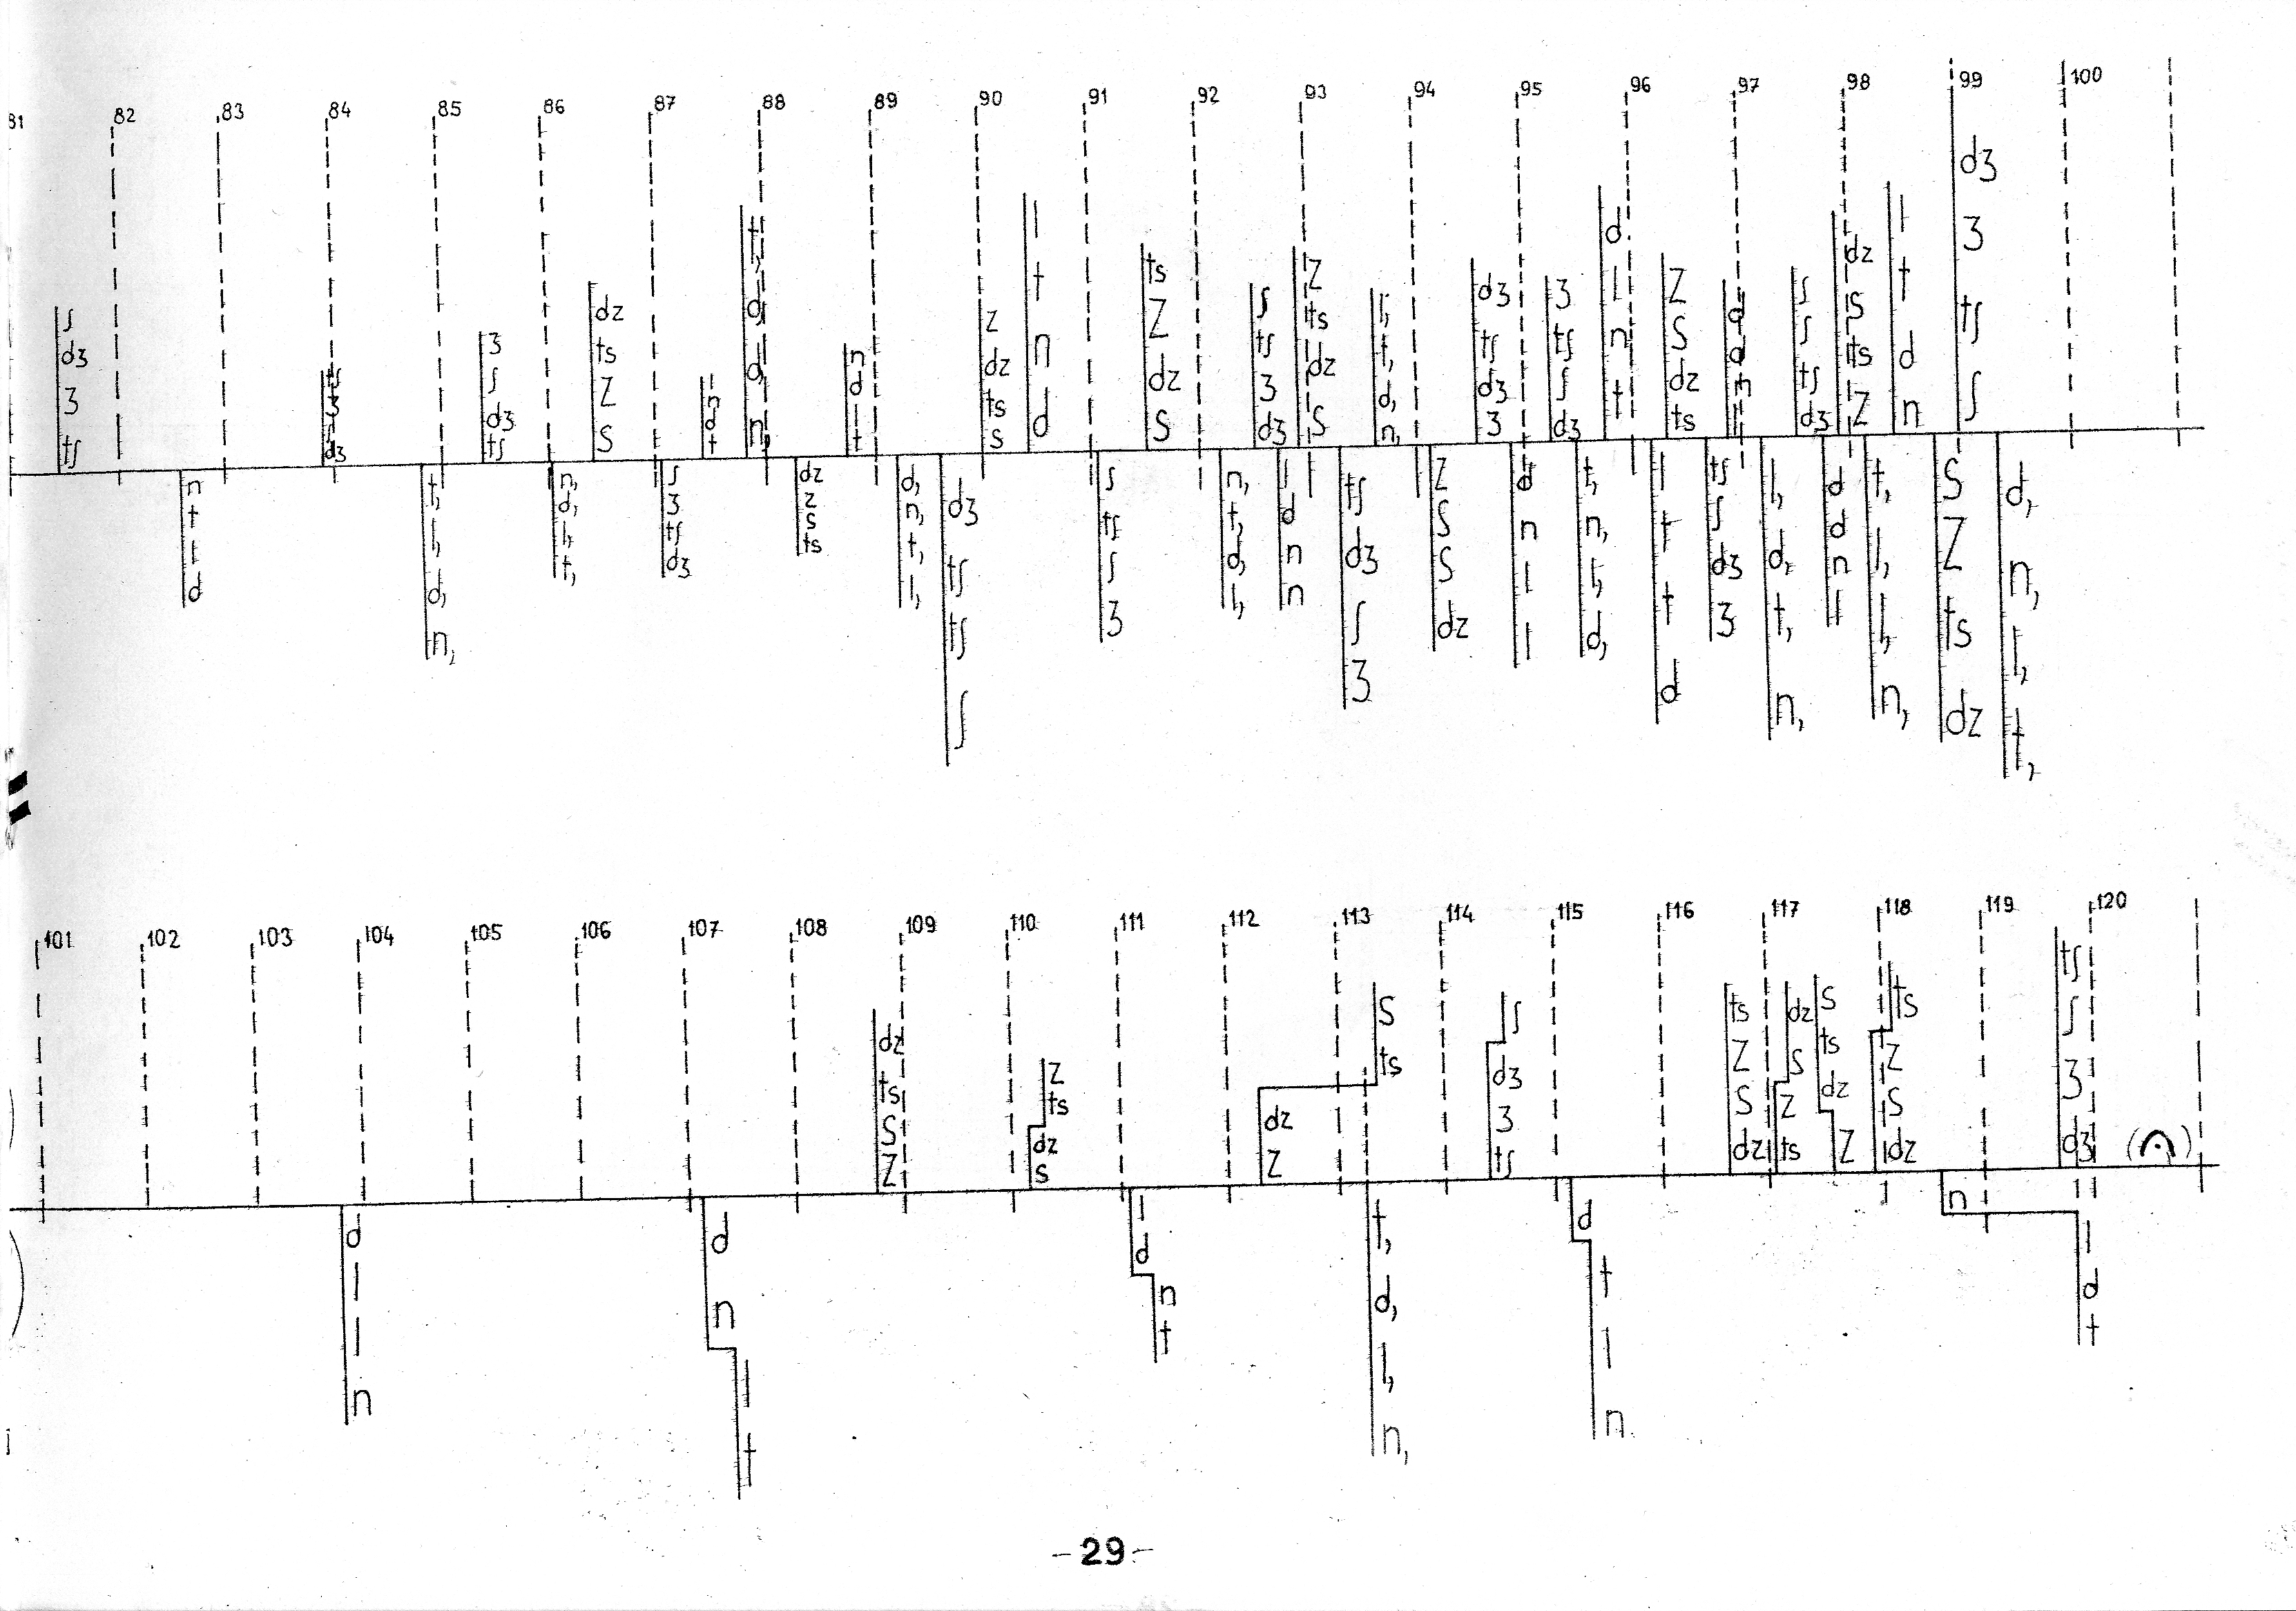 81 82 83 84 85 86 87 88 89 90 91 92 93 94 95 96 97 98 99 100
ʃ dʒ ʒ tʃ
n t l d
t, l, d, n,
ʒ ʃ dʒ tʃ
n, d, l, t,
dz ts z s
ʃ ʒ tʃ dʒ
l n d t
dz z s ts
n d l t
d, n, t, l,
dʒ tʃ tʃ ʃ
z dz ts s
l t n d
ʃ tʃ ʃ ʒ
ts z dz s
n, t, d, l,
ʃ tʃ ʒ dʒ
l d n n
z ts dz s
tʃ dʒ ʃ ʒ
l, t, d, n,
z s s dz
dʒ tʃ dʒ ʒ
d n l l
ʒ tʃ ʃ dʒ
t, n, l, d,
d l n t
l t t d
z s dz ts
tʃ ʃ dʒ ʒ
d d n l
l, d, t, n,
ʃ ʃ tʃ dʒ
d d n l
dz s ts z
t, l, l, n,
l t d n
s z ts dz
dʒ ʒ tʃ ʃ
d, n, l, t,
101 102 103 104 105 106 107 108 109 110 111 112 113 114 115 116 117 118 119 120
d l l n
d n l t
dz ts s z
z ts dz s
l d n t
s ts dz z
t, d, l, n,
ʃ dʒ ʒ tʃ
d t l n
ts z s dz
dz s z ts
s ts dz z
ts z s dz
n l d t
tʃ ʃ ʒ dʒ
( )
-29-